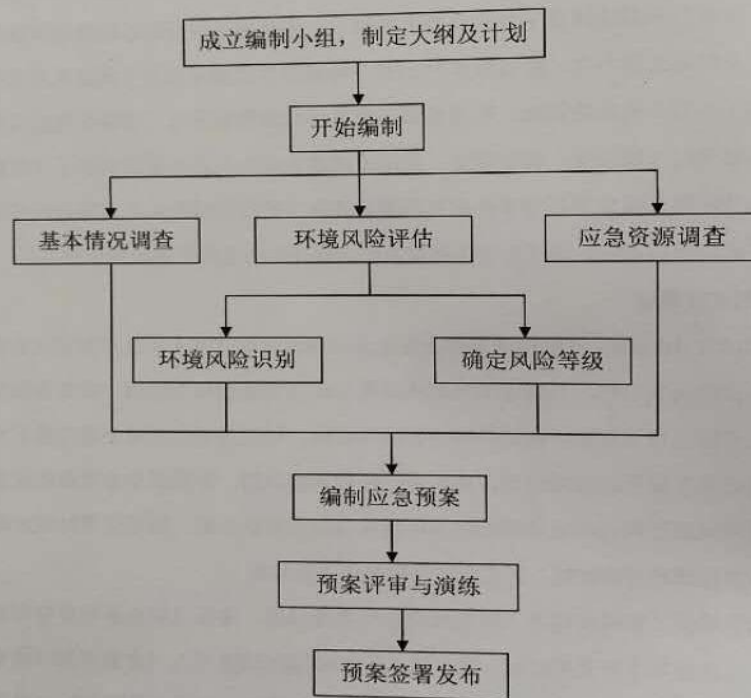 成立编制小组，制定大纲及计划
开始编制
基本情况调查
环境风险评估
应急资源调查
环境风险识别
确定风险等级
编制应急预案
预案评审与演练
预案签署发布